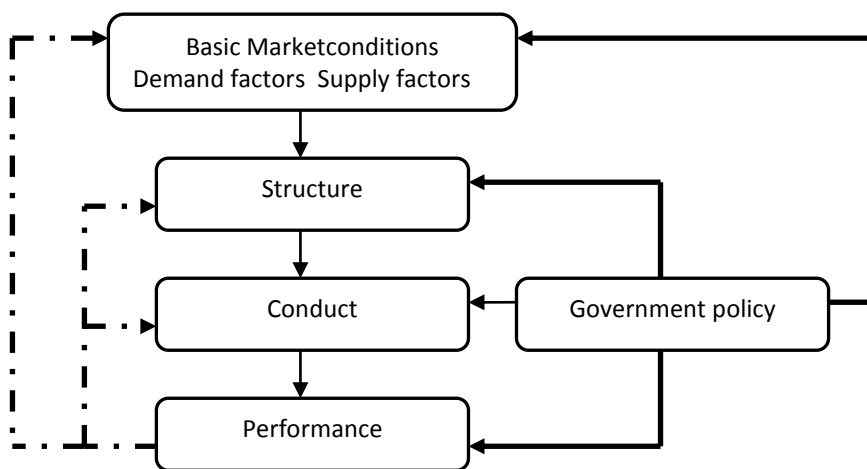 Basic Marketconditions
Demand factors Supply factors
Structure
Conduct
Government policy
Performance